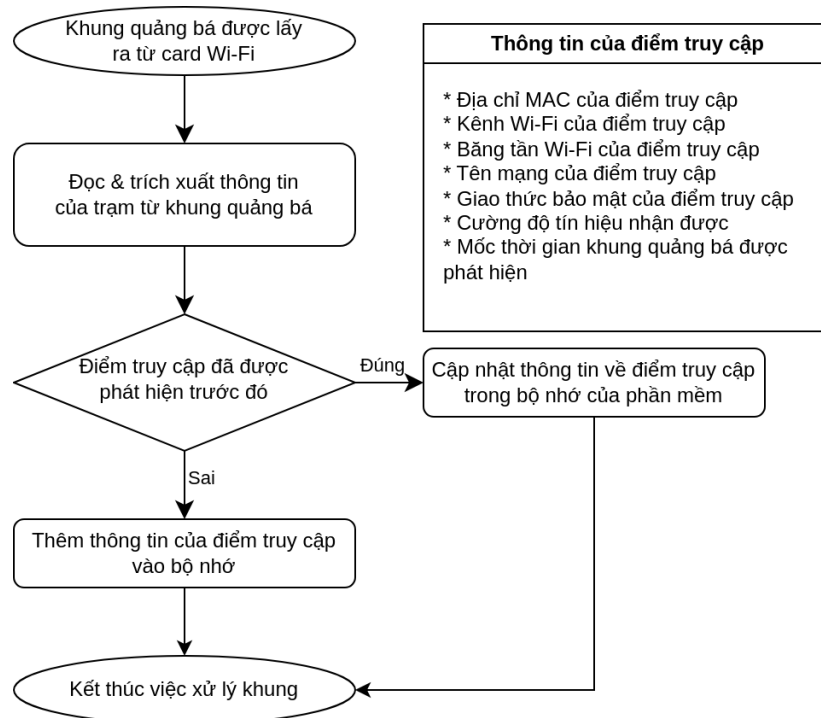 Khung quảng bá được lấy
ra từ card Wi-Fi
Thông tin của điểm truy cập
* Địa chỉ MAC của điểm truy cập
* Kênh Wi-Fi của điểm truy cập
* Băng tần Wi-Fi của điểm truy cập
* Tên mạng của điểm truy cập
* Giao thức bảo mật của điểm truy cập
* Cường độ tín hiệu nhận được
* Mốc thời gian khung quảng bá được
phát hiện
Đọc & trích xuất thông tin
của trạm từ khung quảng bá
Điểm truy cập đã được
phát hiện trước đó
Đúng
Cập nhật thông tin về điểm truy cập
trong bộ nhớ của phần mềm
Sai
Thêm thông tin của điểm truy cập
vào bộ nhớ
Kết thúc việc xử lý khung